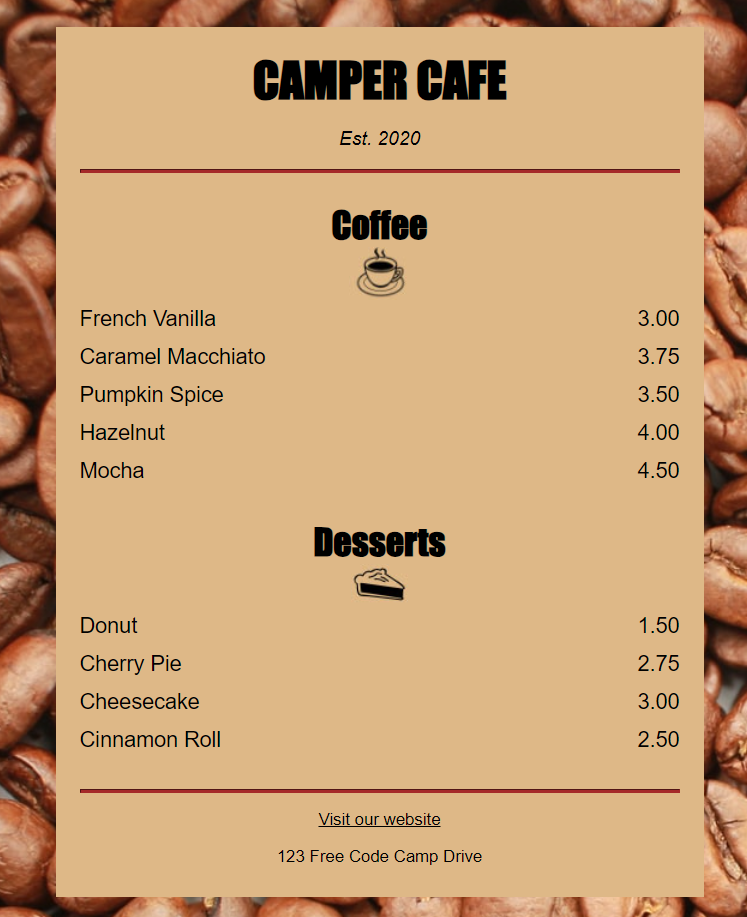 CAMPER CAFE
Est. 2020
Coffee
French Vanilla 3.00
Caramel Macchiato 3.75
Pumpkin Spice 3.50
Hazelnut 4.00
Mocha 4.50
Desserts
Donut 1.50
Cherry Pie 2.75
Cheesecake 3.00
Cinnamon Roll 2.50
Visit our website
123 Free Code Camp Drive